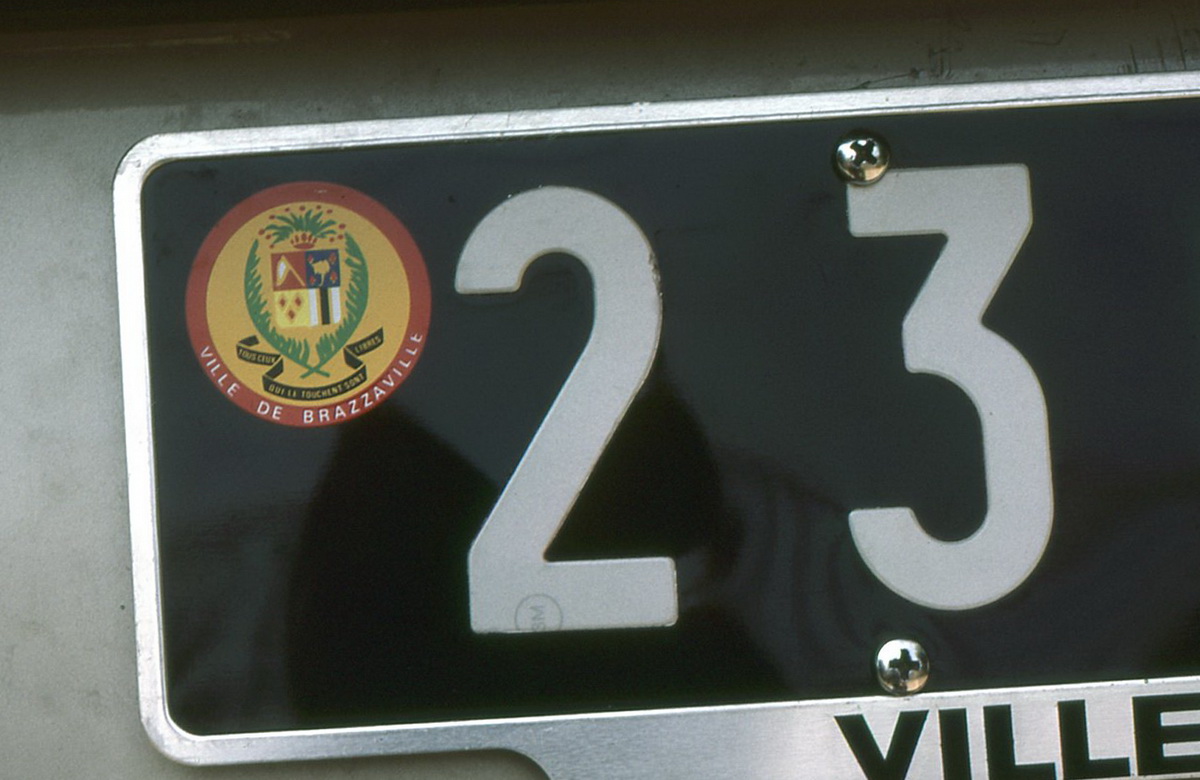 23
TOUS CEUX
QUI LE TOUCHENT SONT
LIBRES
VILLE DE BRAZZAVILLE
VILLE